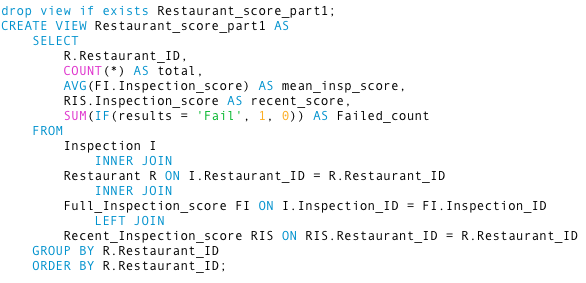 drop view if exists Restaurant_score_part1;
CREATE VIEW Restaurant_score_part1 AS
SELECT
R.Restaurant_ID,
COUNT(*) AS total,
AVG(FI.Inspection_score) AS mean_insp_score,
RIS.Inspection_score AS recent_score,
SUM(IF(results = 'Fail', 1, 0)) AS Failed_count
FROM
Inspection I
INNER JOIN
Restaurant R ON I.Restaurant_ID = R.Restaurant_ID
INNER JOIN
Full_Inspection_score FI ON I.Inspection_ID = FI.Inspection_ID
LEFT JOIN
Recent_Inspection_score RIS ON RIS.Restaurant_ID = R.Restaurant_ID
GROUP BY R.Restaurant_ID
ORDER BY R.Restaurant_ID;